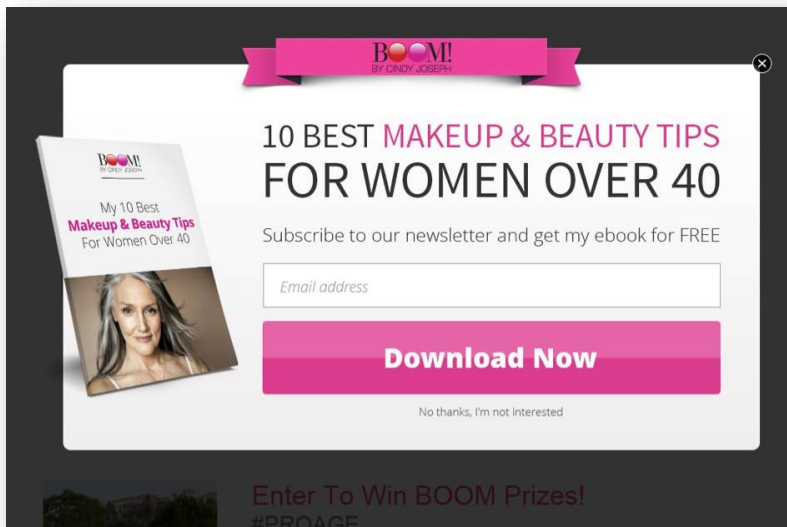 BOOM!
BY CINDY JOSEPH
10 BEST MAKEUP & BEAUTY TIPS
FOR WOMEN OVER 40
Subscribe to our newsletter and get my ebook for FREE
Email address
Download Now
No thanks, I'm not interested
BOOM!
BY CINDY JOSEPH
My 10 Best
Makeup & Beauty Tips
For Women Over 40
Enter To Win BOOM Prizes!
#PROAGE